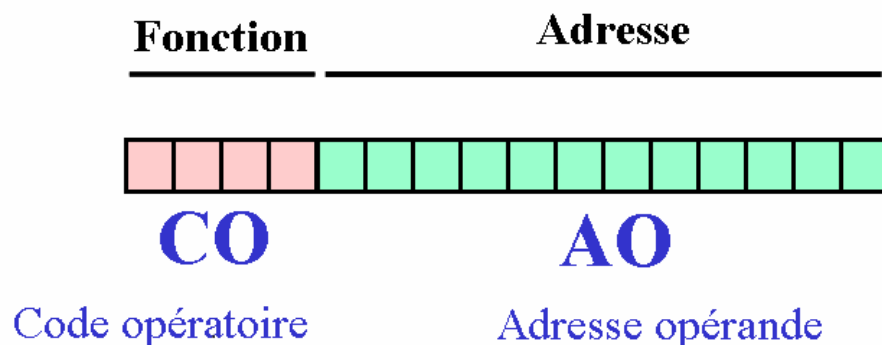 Fonction
Adresse
CO
AO
Code opératoire
Adresse opérande